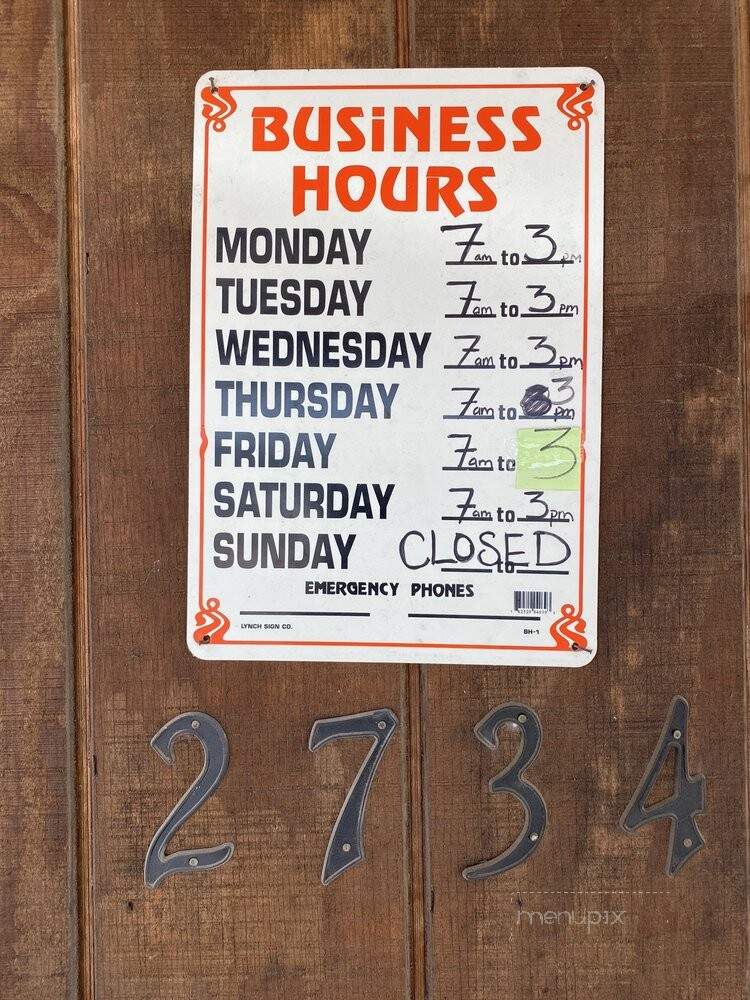 BUSiNESS
HOURS
MONDAY 7am to 3pm
TUESDAY 7am to 3pm
WEDNESDAY 7am to 3pm
THURSDAY 7am to 3pm
FRIDAY 7am to 3
SATURDAY 7am to 3pm
SUNDAY CLOSED to
EMERGENCY PHONES
LYNCH SIGN CO. BH-1
2734
menupix